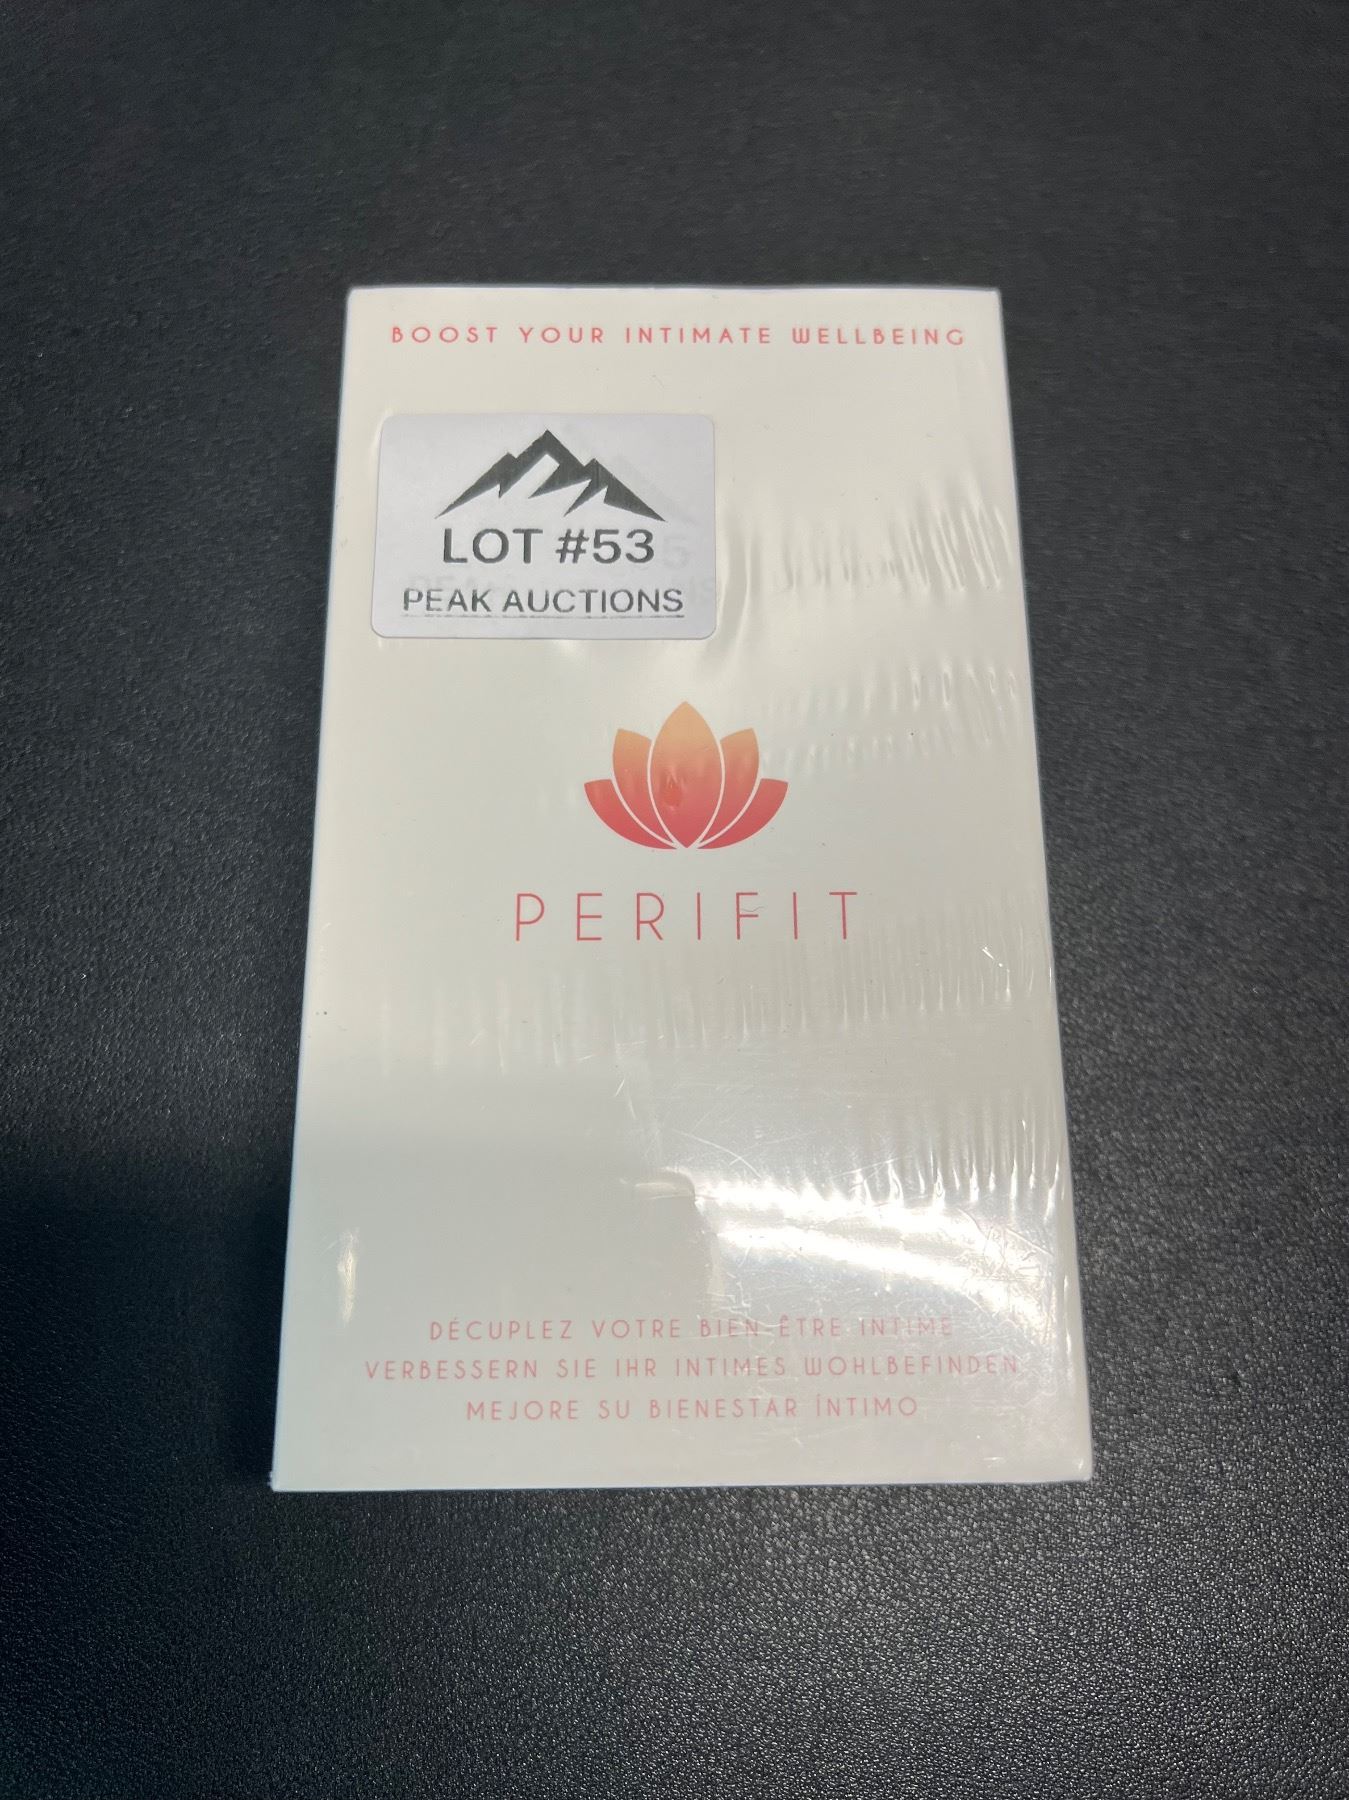 BOOST YOUR INTIMATE WELLBEING
LOT #53
PEAK AUCTIONS
PERIFIT
DÉCUPLEZ VOTRE BIEN ÊTRE INTIME
VERBESSERN SIE IHR INTIMES WOHLBEFINDEN
MEJORE SU BIENESTAR ÍNTIMO